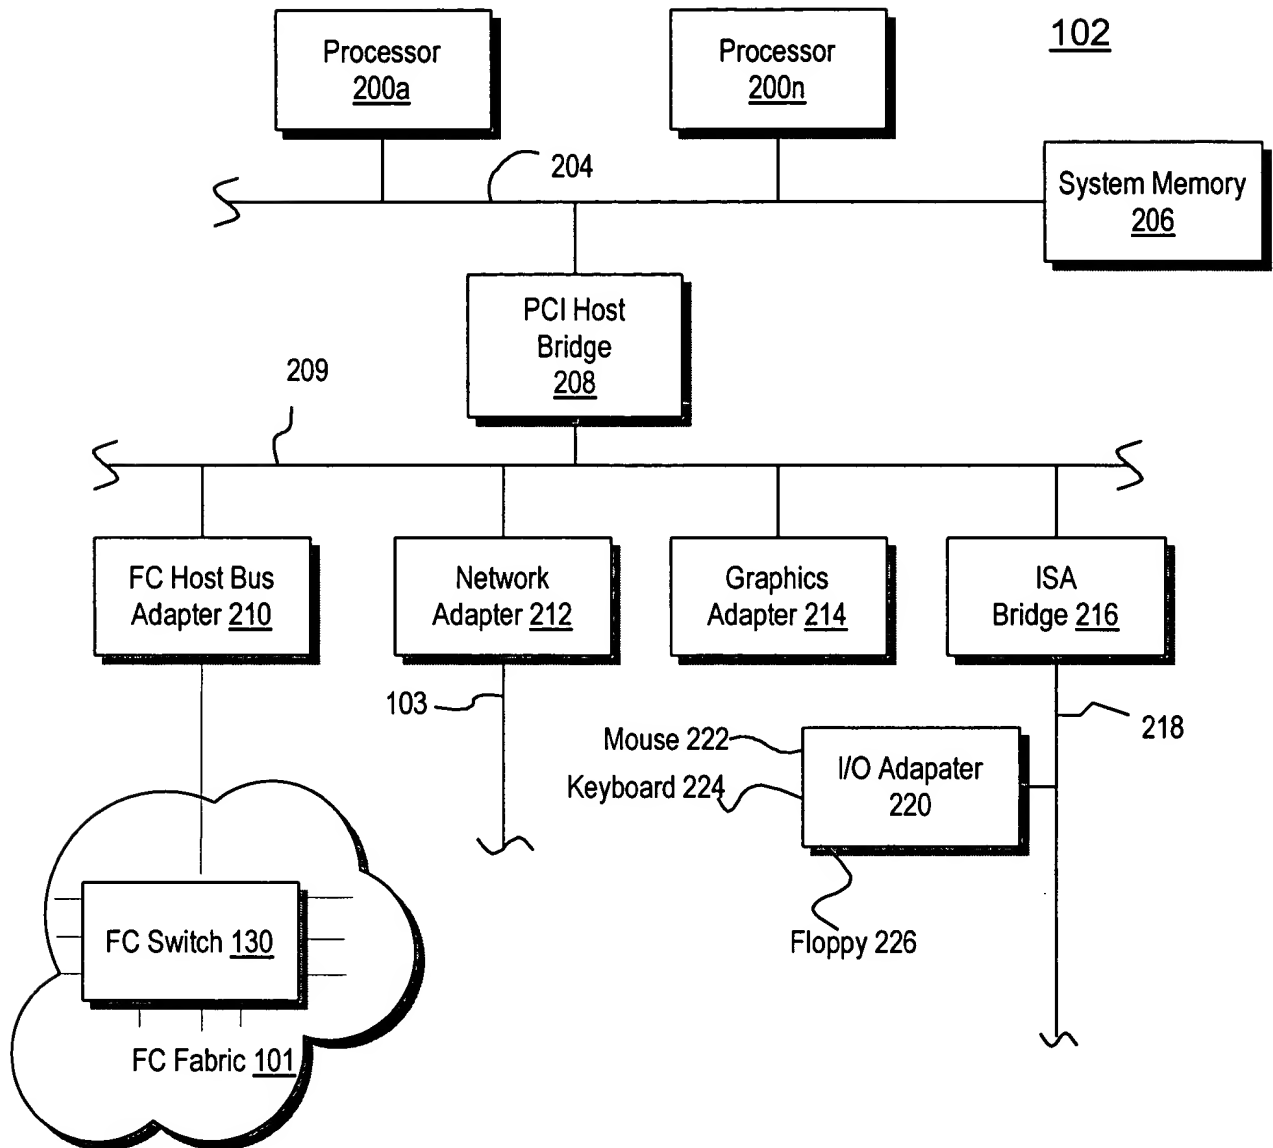 102
Processor
200a
Processor
200n
204
System Memory
206
PCI Host
Bridge
208
209
FC Host Bus
Adapter 210
Network
Adapter 212
Graphics
Adapter 214
ISA
Bridge 216
103
218
Mouse 222
Keyboard 224
I/O Adapater
220
Floppy 226
FC Switch 130
FC Fabric 101